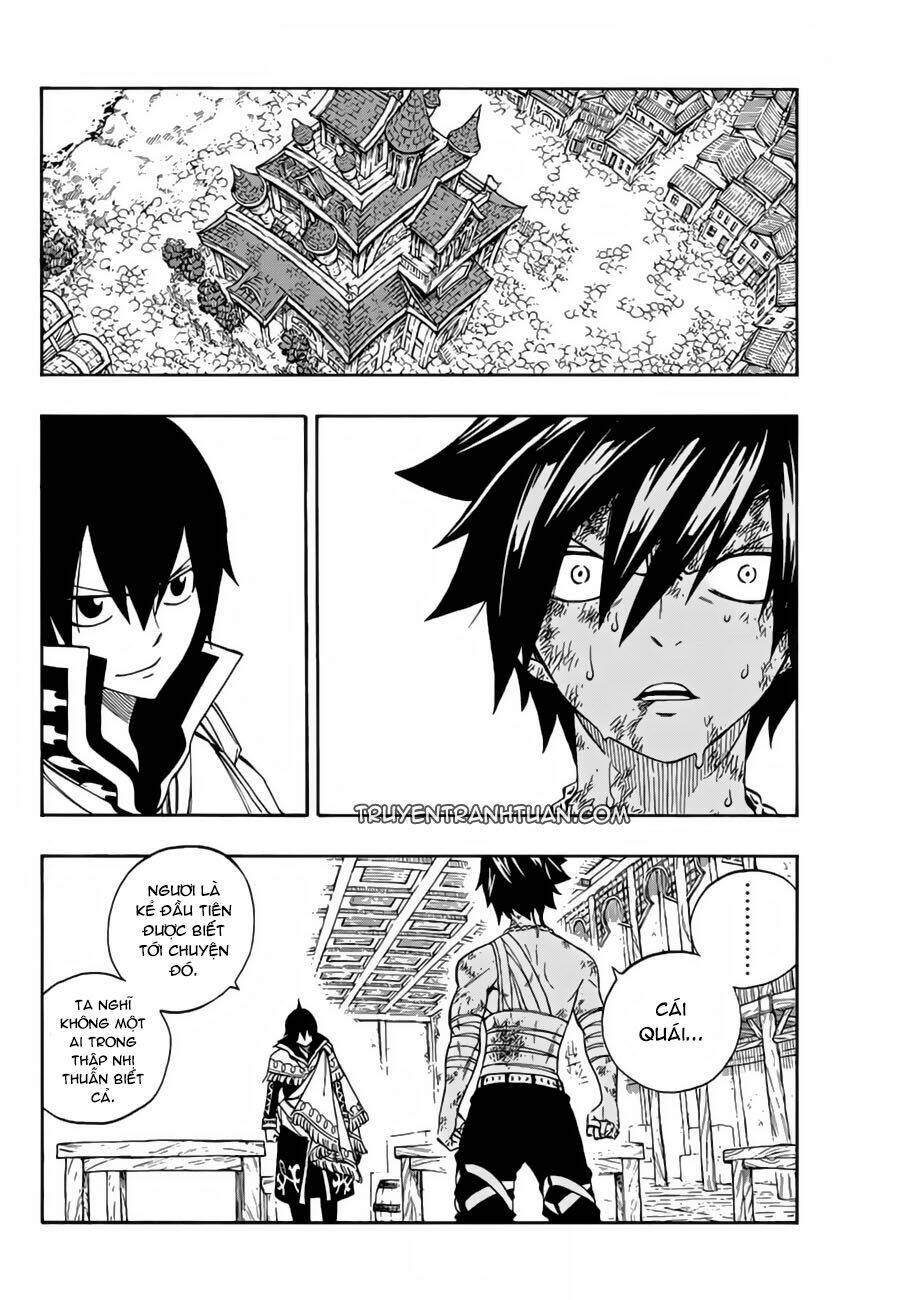 TRUYENTRANHTUAN.COM
.........
CÁI
QUÁI...
NGƯƠI LÀ
KẺ ĐẦU TIÊN
ĐƯỢC BIẾT
TỚI CHUYỆN
ĐÓ.
TA NGHĨ
KHÔNG MỘT
AI TRONG
THẬP NHỊ
THUẪN BIẾT
CẢ.